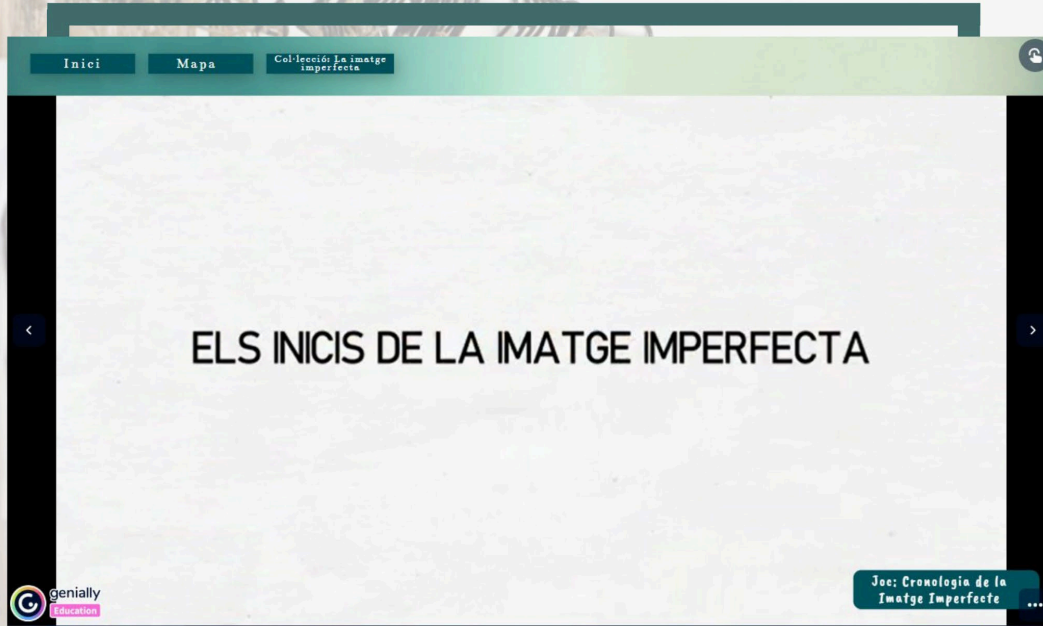 Inici
Mapa
Col·lecció: La imatge
imperfecta
ELS INICIS DE LA IMATGE IMPERFECTA
genially
Education
Joc: Cronologia de la
Imatge Imperfecte